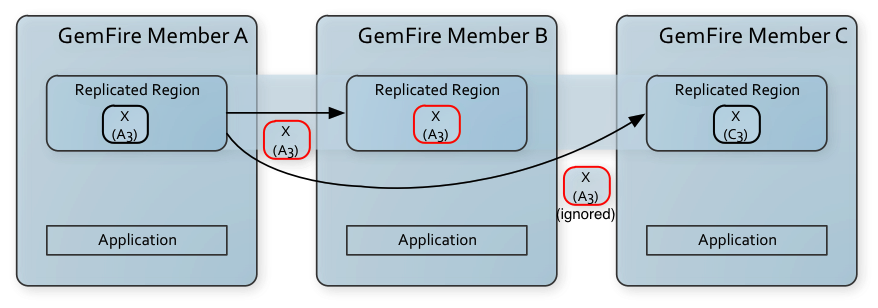 GemFire Member A
Replicated Region
X
(A3)
X
(A3)
Application
GemFire Member B
Replicated Region
X
(A3)
Application
X
(A3)
(ignored)
GemFire Member C
Replicated Region
X
(C3)
Application